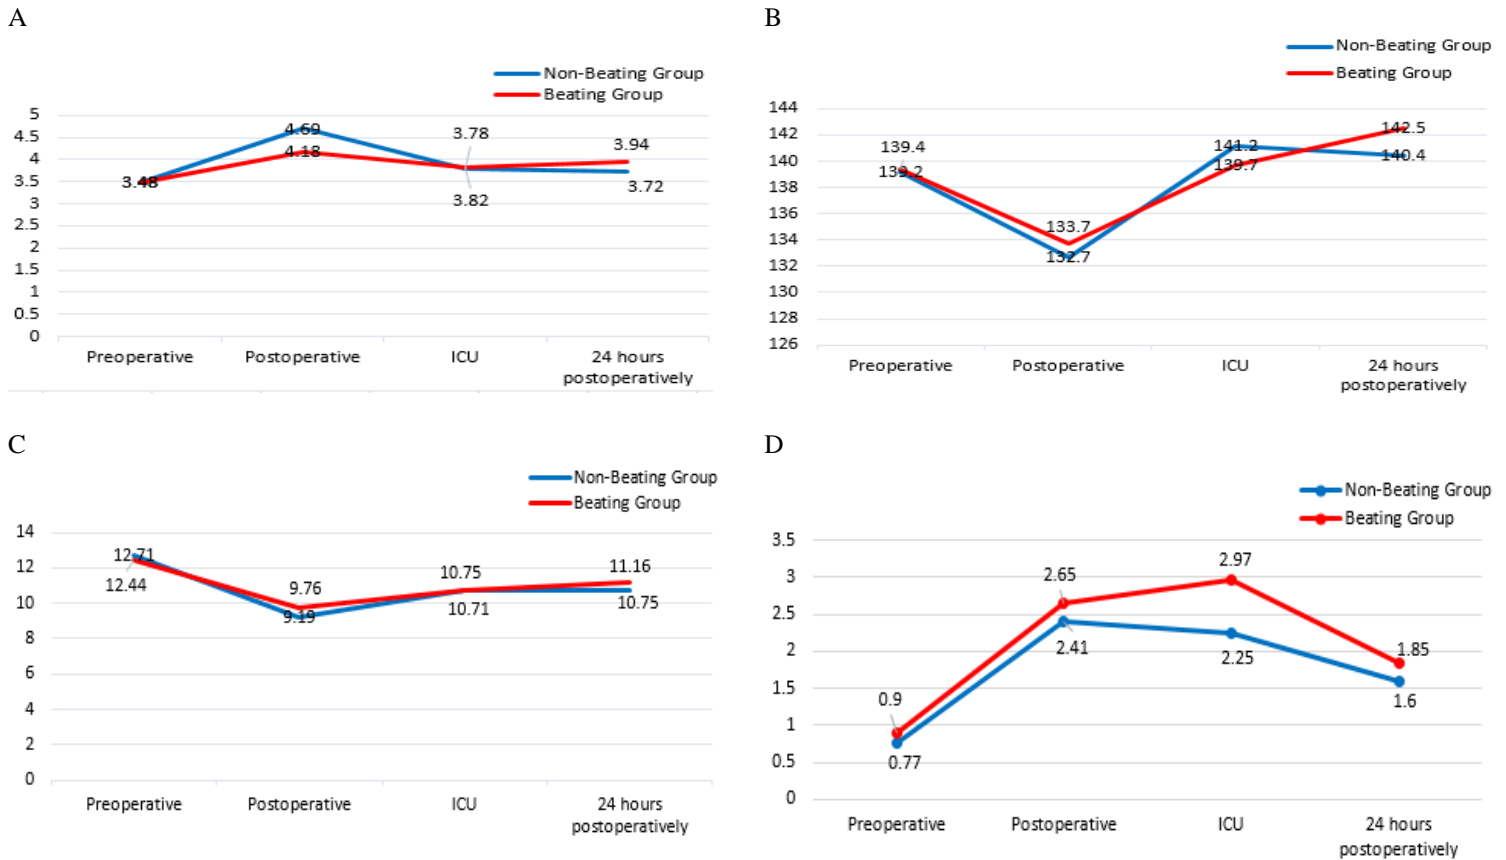 A
Non-Beating Group
Beating Group
5
4.5
4
3.5
3
2.5
2
1.5
1
0.5
0
3.48
4.69
4.18
3.78
3.82
3.94
3.72
Preoperative
Postoperative
ICU
24 hours
postoperatively
B
Non-Beating Group
Beating Group
144
142
140
138
136
134
132
130
128
126
139.4
139.2
133.7
132.7
141.2
139.7
142.5
140.4
Preoperative
Postoperative
ICU
24 hours
postoperatively
C
Non-Beating Group
Beating Group
14
12
10
8
6
4
2
0
12.71
12.44
9.76
9.19
10.75
10.71
11.16
10.75
Preoperative
Postoperative
ICU
24 hours
postoperatively
D
Non-Beating Group
Beating Group
3.5
3
2.5
2
1.5
1
0.5
0
0.9
0.77
2.65
2.41
2.97
2.25
1.85
1.6
Preoperative
Postoperative
ICU
24 hours
postoperatively